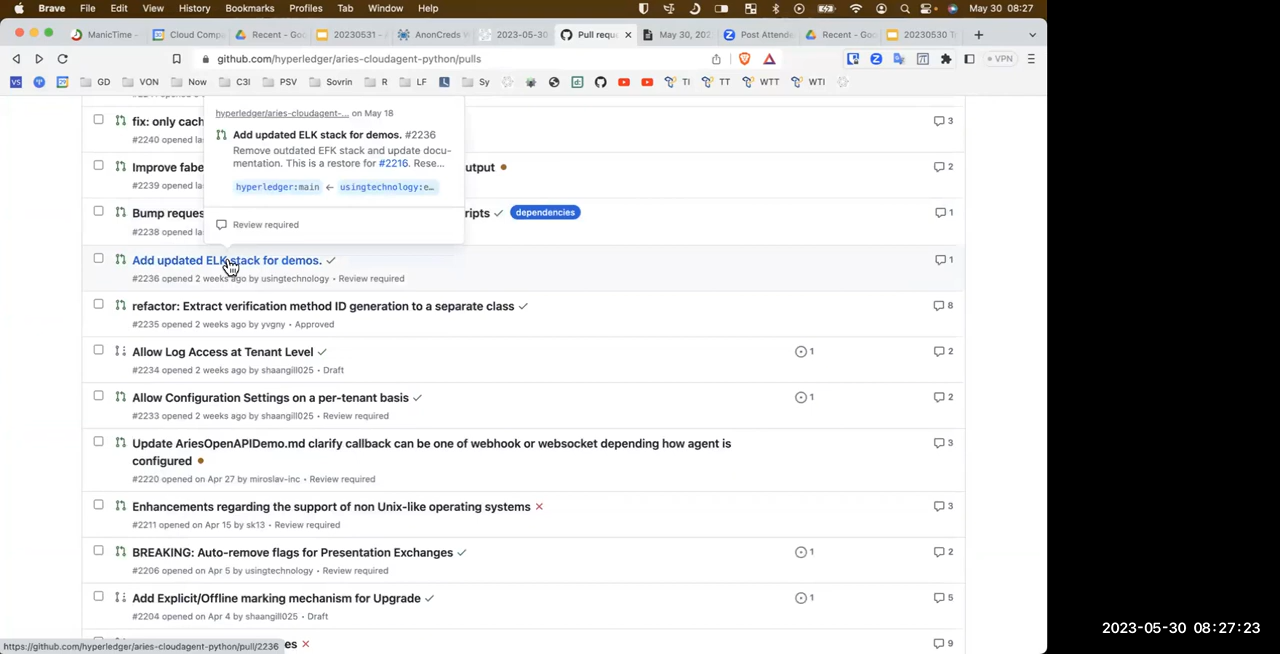 Brave File Edit View History Bookmarks Profiles Tab Window Help May 30 08:27
ManicTime - Cloud Comp Recent - Goo 20230531 - AnonCreds 2023-05-30 Pull requ May 30, 202 Post Attende Recent - Goo 20230530
github.com/hyperledger/aries-cloudagent-python/pulls VPN
VS GD VON Now C3I PSV Sovrin R LF Sy TI TT WTT WTI
hyperledger/aries-cloudagent-... on May 18
Add updated ELK stack for demos. #2236
Remove outdated EFK stack and update docu-
mentation. This is a restore for #2216. Rese...
hyperledger:main ← usingtechnology:e…
Review required
fix: only cach 3
#2240 opened la
Improve fabe utput 2
#2239 opened la
Bump reques ripts dependencies 1
#2238 opened la
Add updated ELK stack for demos. 1
#2236 opened 2 weeks ago by usingtechnology • Review required
refactor: Extract verification method ID generation to a separate class 8
#2235 opened 2 weeks ago by yvgny • Approved
Allow Log Access at Tenant Level 1 2
#2234 opened 2 weeks ago by shaangill025 • Draft
Allow Configuration Settings on a per-tenant basis 1 2
#2233 opened 2 weeks ago by shaangill025 • Review required
Update AriesOpenAPIDemo.md clarify callback can be one of webhook or websocket depending how agent is 3
configured
#2220 opened on Apr 27 by miroslav-inc • Review required
Enhancements regarding the support of non Unix-like operating systems 3
#2211 opened on Apr 15 by sk13 • Review required
BREAKING: Auto-remove flags for Presentation Exchanges 1 2
#2206 opened on Apr 5 by usingtechnology • Review required
Add Explicit/Offline marking mechanism for Upgrade 1 5
#2204 opened on Apr 4 by shaangill025 • Draft
es 9
https://github.com/hyperledger/aries-cloudagent-python/pull/2236
2023-05-30 08:27:23